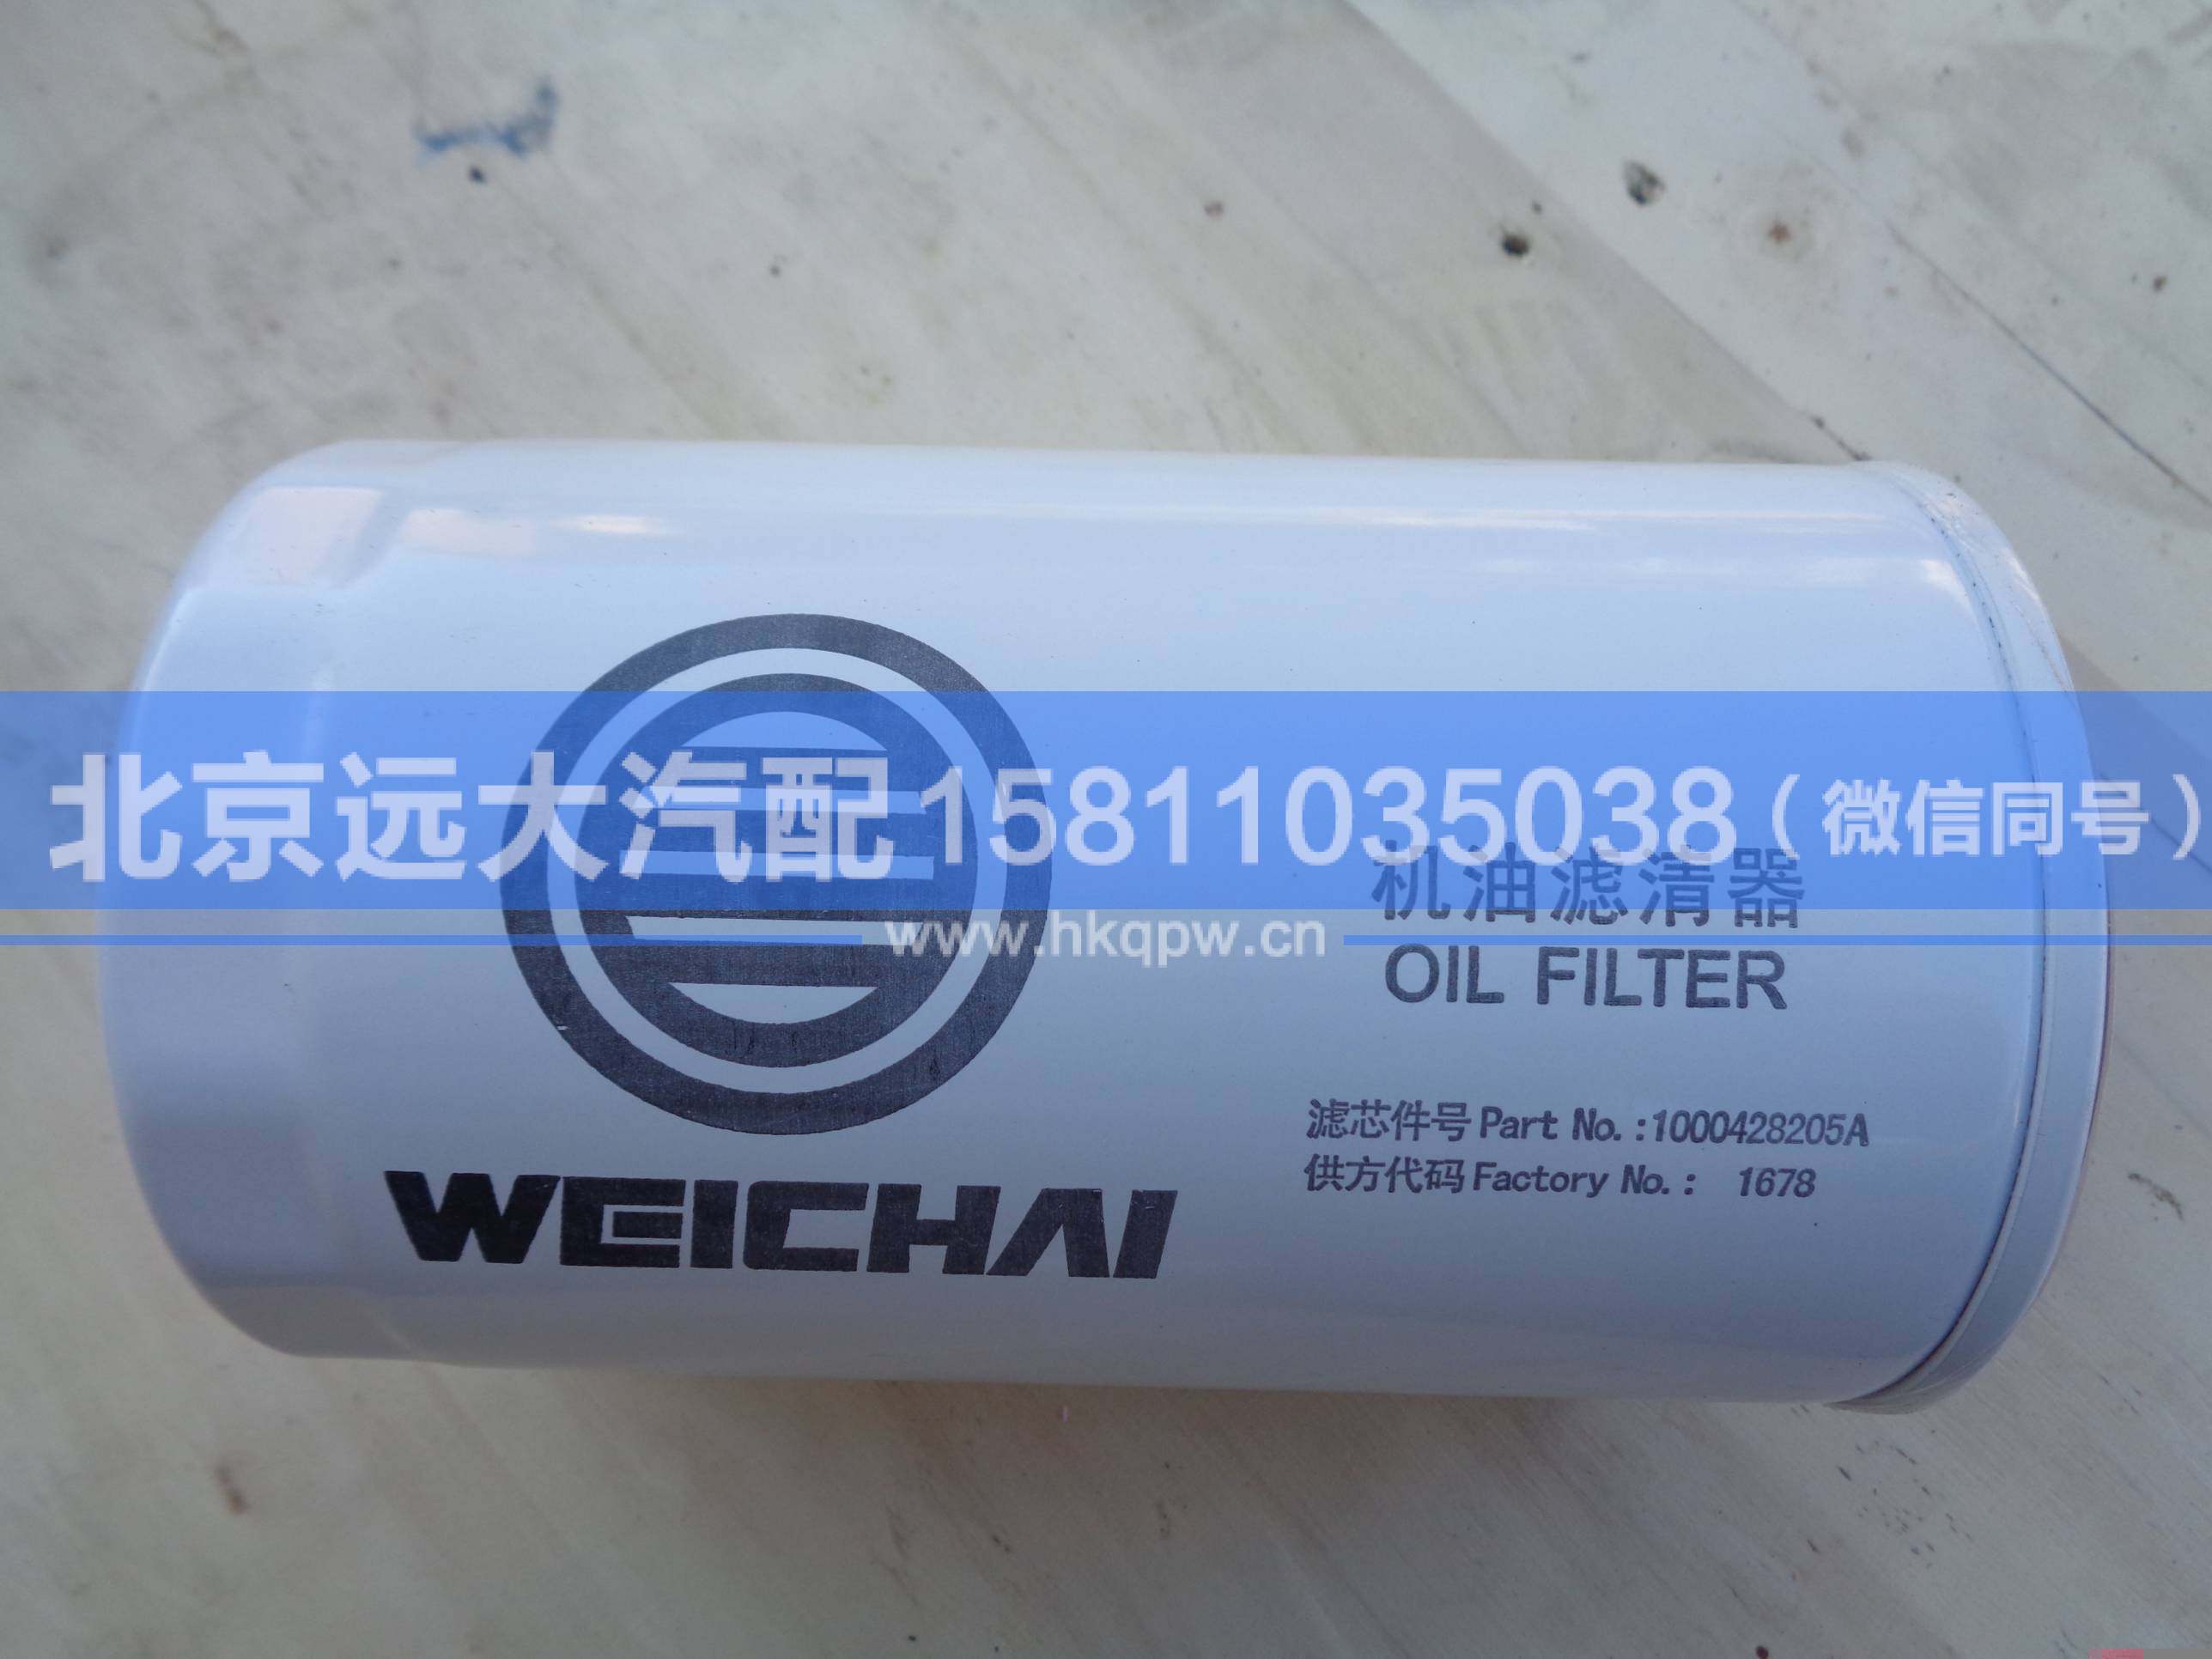 北京远大汽配15811035038(微信同号)
www.hkqpw.cn
机油滤清器
OIL FILTER
滤芯件号Part No.:1000428205A
供方代码Factory No.: 1678
WEICHAI